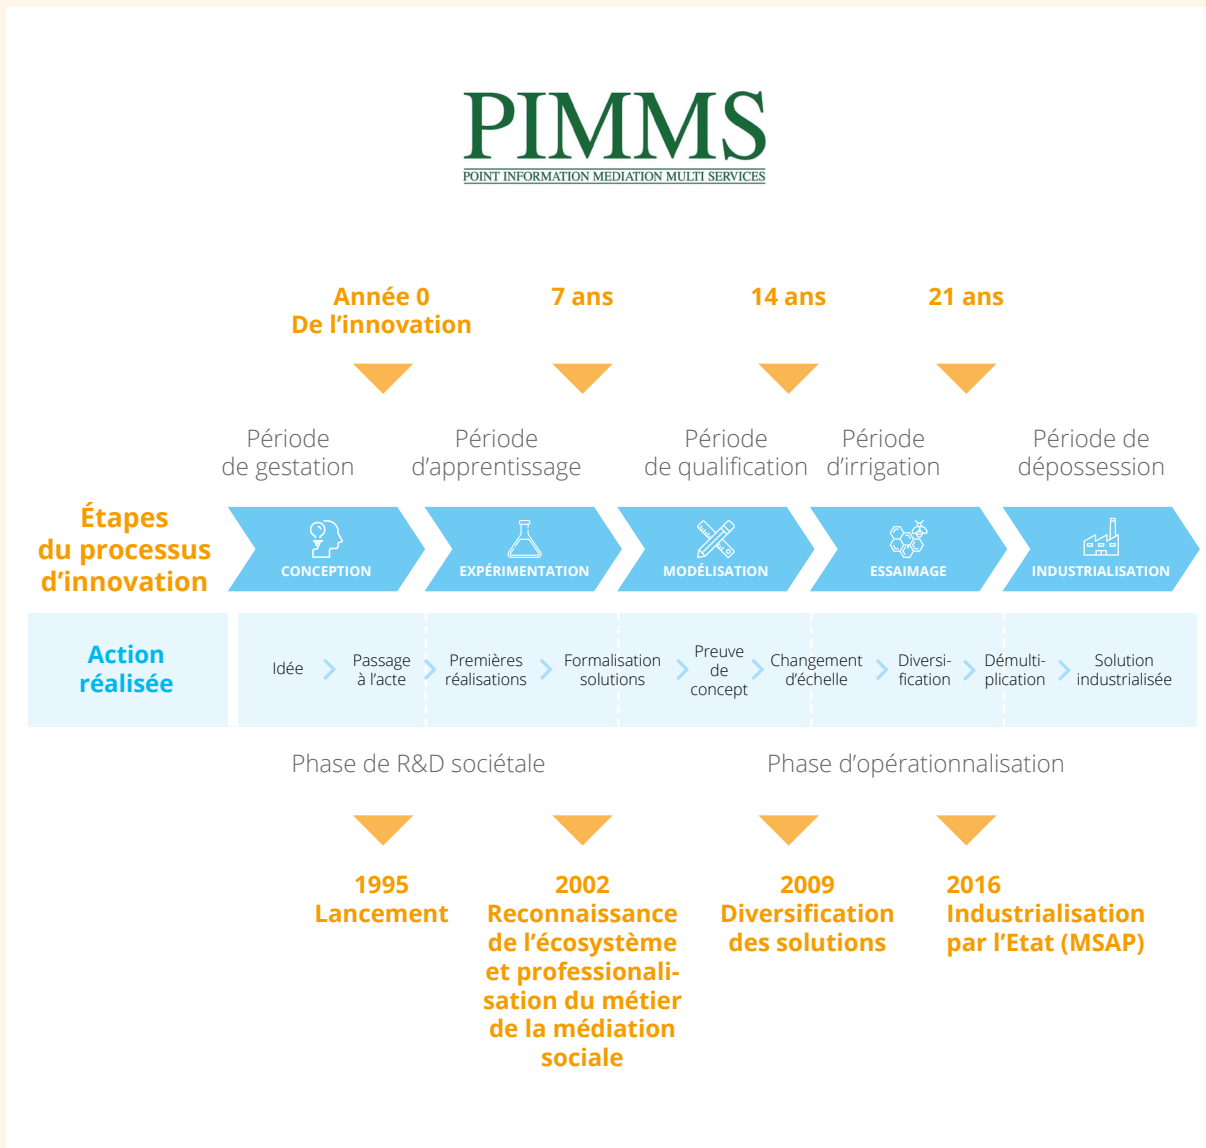 PIMMS
POINT INFORMATION MEDIATION MULTI SERVICES
Année 0
De l’innovation
7 ans
14 ans
21 ans
Période
de gestation
Période
d’apprentissage
Période
de qualification
Période
d’irrigation
Période de
dépossession
Étapes
du processus
d’innovation
CONCEPTION
EXPÉRIMENTATION
MODÉLISATION
ESSAIMAGE
INDUSTRIALISATION
Action
réalisée
Idée
Passage
à l’acte
Premières
réalisations
Formalisation
solutions
Preuve
de
concept
Changement
d’échelle
Diversi-
fication
Démulti-
plication
Solution
industrialisée
Phase de R&D sociétale
Phase d’opérationnalisation
1995
Lancement
2002
Reconnaissance
de l’écosystème
et professionali-
sation du métier
de la médiation
sociale
2009
Diversification
des solutions
2016
Industrialisation
par l’Etat (MSAP)